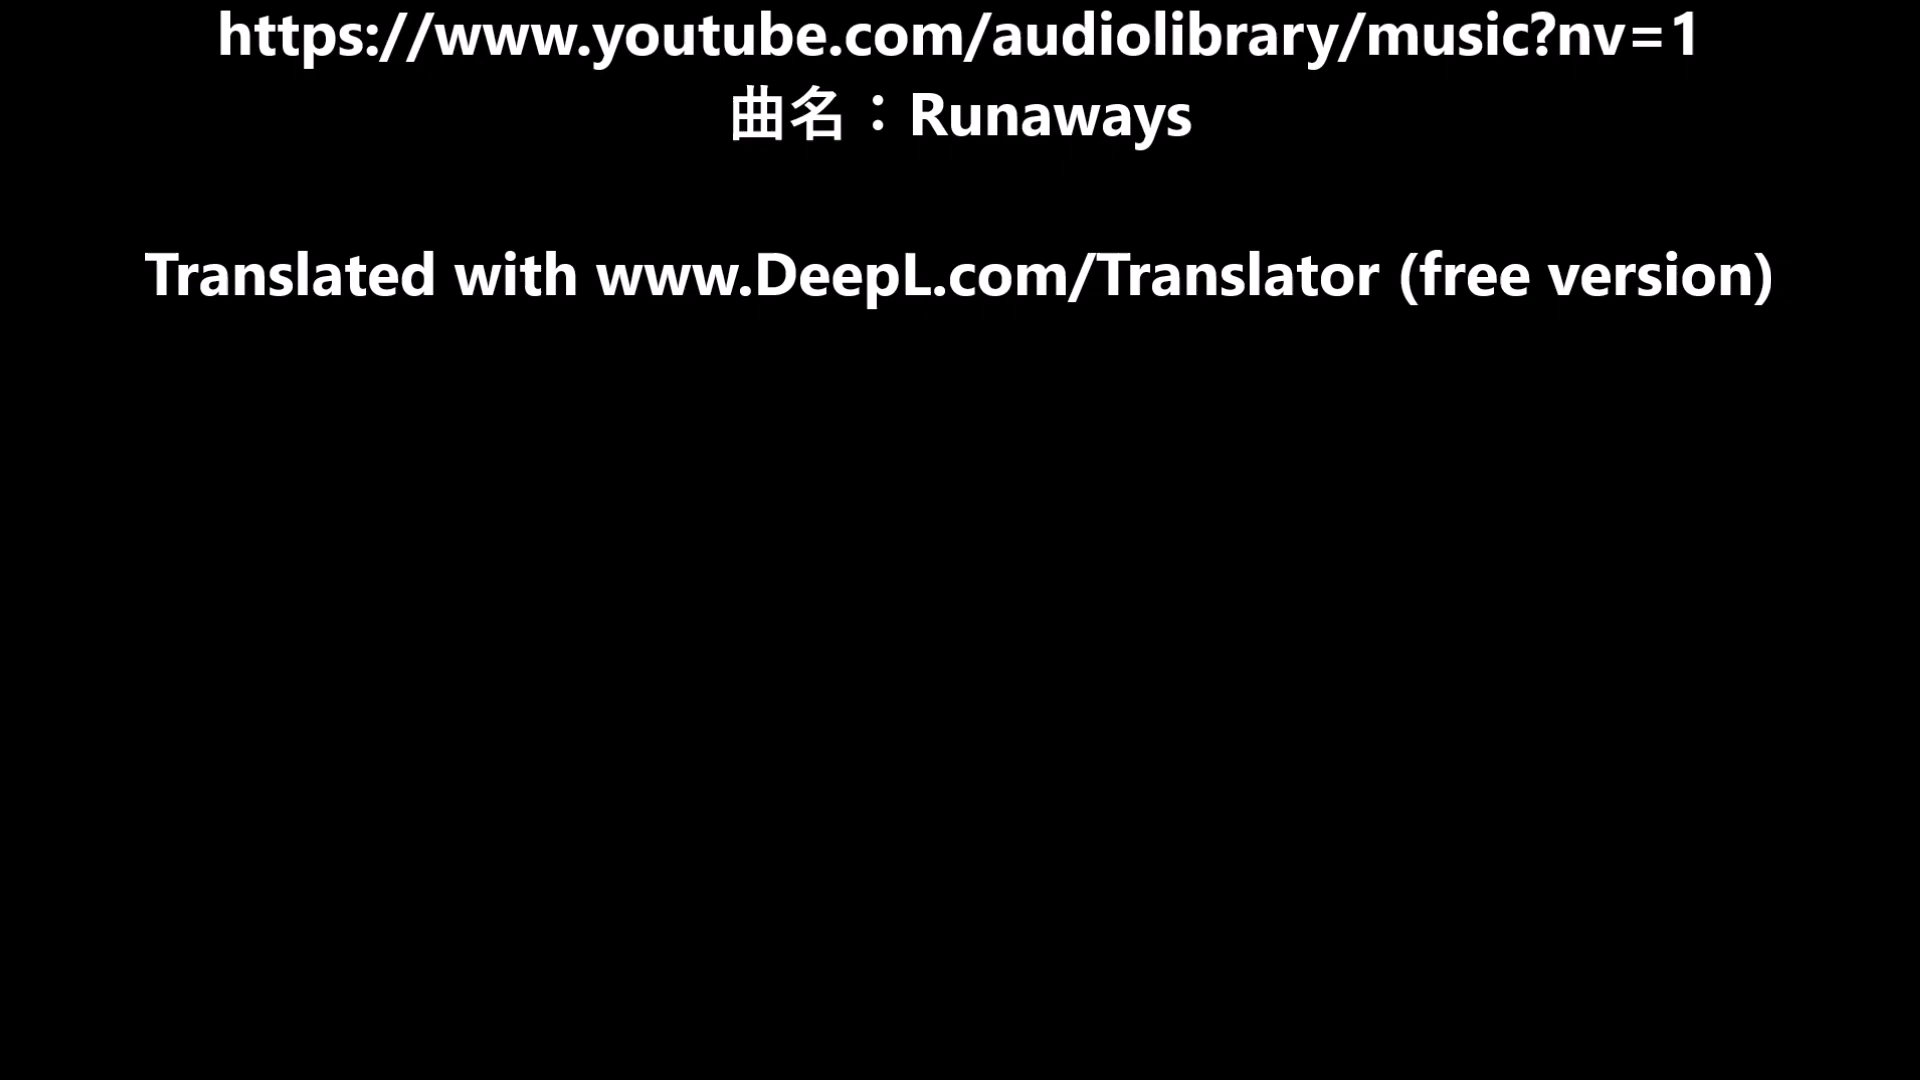 https://www.youtube.com/audiolibrary/music?nv=1
曲名：Runaways
Translated with www.DeepL.com/Translator (free version)